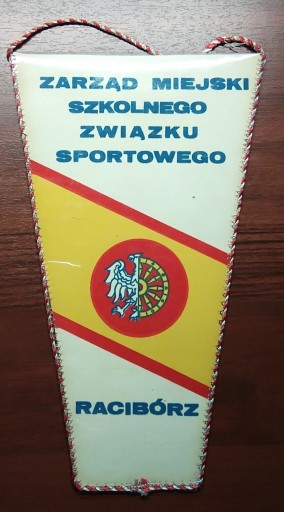 ZARZĄD MIEJSKI
SZKOLNEGO
ZWIĄZKU
SPORTOWEGO
RACIBÓRZ